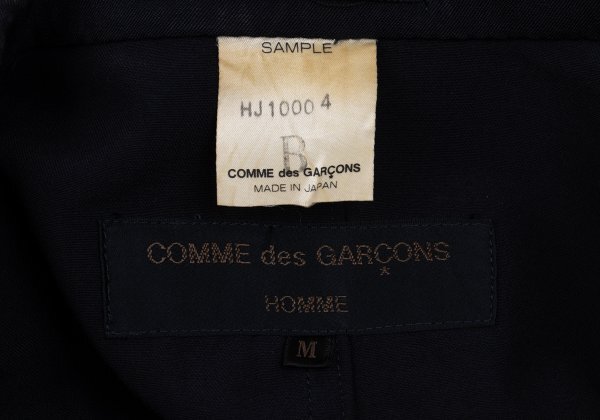 SAMPLE
HJ1000 4
B
COMME des GARÇONS
MADE IN JAPAN
COMME des GARÇONS
*
HOMME
M